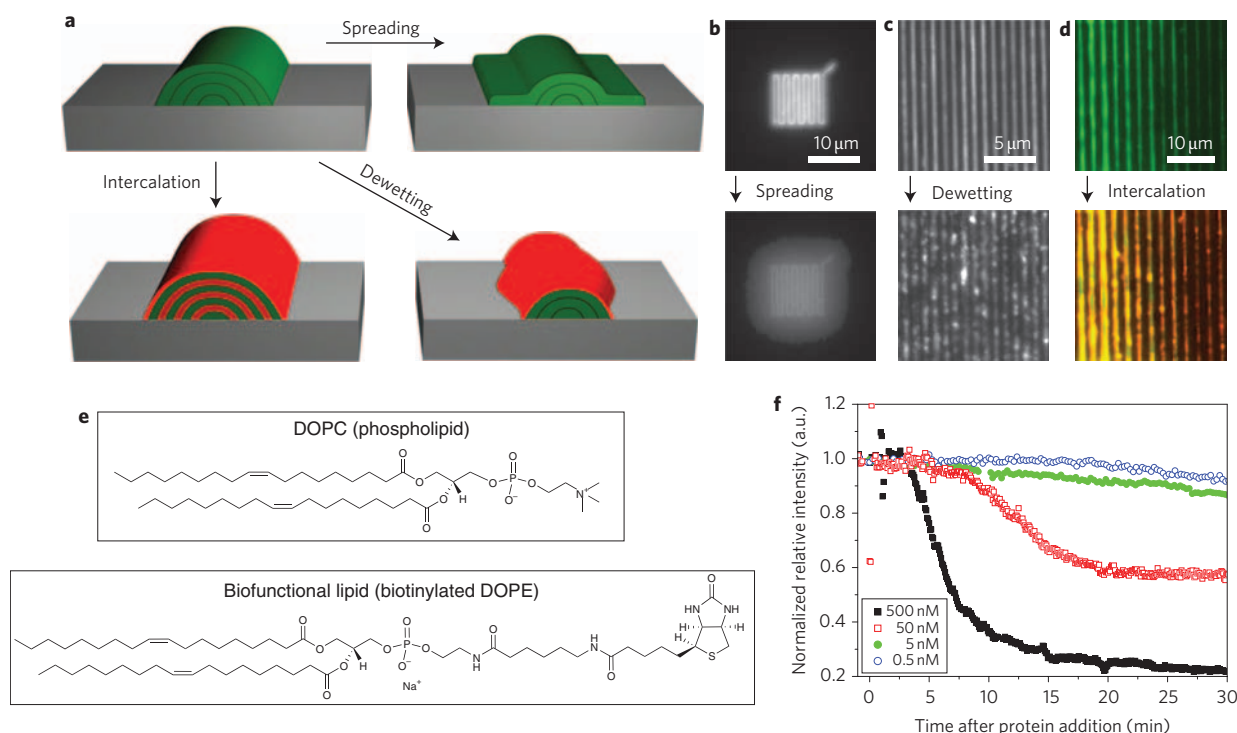 a
Spreading
Intercalation
Dewetting
b
10 µm
Spreading
c
5 µm
Dewetting
d
10 µm
Intercalation
e
DOPC (phospholipid)
O
O
O
O
H
O
P
O
O⁻
O
N⁺
Biofunctional lipid (biotinylated DOPE)
O
O
O
O
H
O
P
O
O⁻
O
Na⁺
N
H
O
H
N
O
O
HN
NH
H
H
S
f
Normalized relative intensity (a.u.)
1.2
1.0
0.8
0.6
0.4
0.2
500 nM
50 nM
5 nM
0.5 nM
0 5 10 15 20 25 30
Time after protein addition (min)